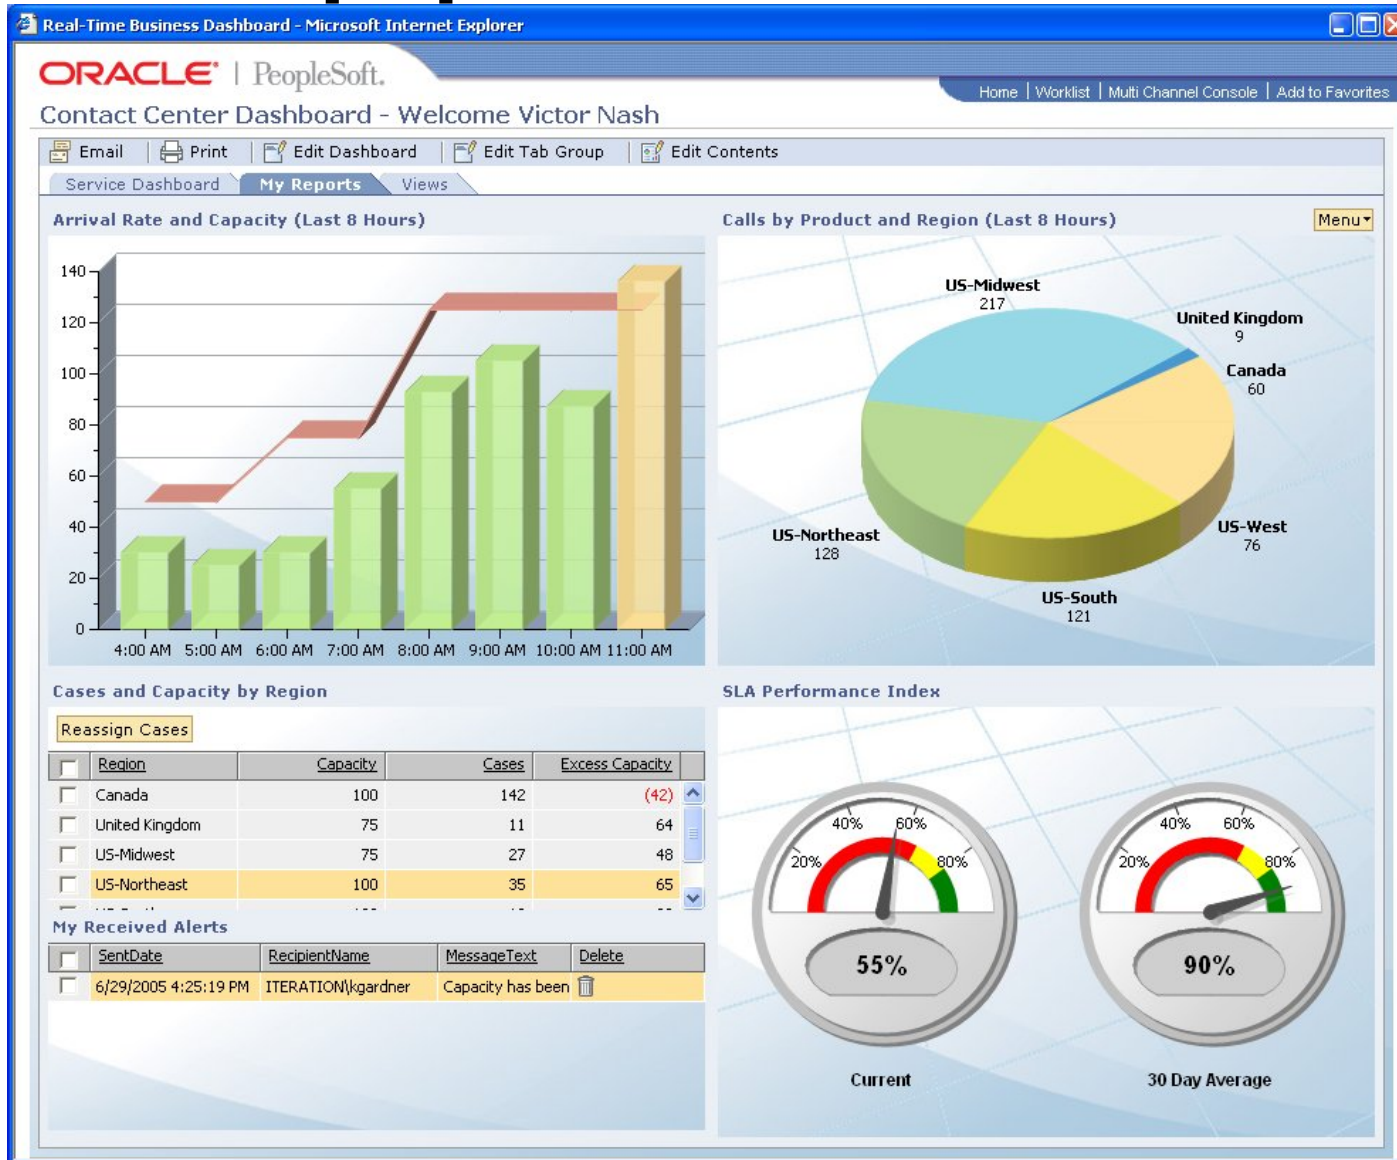 Real-Time Business Dashboard - Microsoft Internet Explorer
ORACLE® | PeopleSoft.
Home | Worklist | Multi Channel Console | Add to Favorites
Contact Center Dashboard - Welcome Victor Nash
Email | Print | Edit Dashboard | Edit Tab Group | Edit Contents
Service Dashboard My Reports Views
Arrival Rate and Capacity (Last 8 Hours)
140
120
100
80
60
40
20
0
4:00 AM 5:00 AM 6:00 AM 7:00 AM 8:00 AM 9:00 AM 10:00 AM 11:00 AM
Calls by Product and Region (Last 8 Hours) Menu
US-Midwest
217
United Kingdom
9
Canada
60
US-West
76
US-South
121
US-Northeast
128
Cases and Capacity by Region
Reassign Cases
Region Capacity Cases Excess Capacity
Canada 100 142 (42)
United Kingdom 75 11 64
US-Midwest 75 27 48
US-Northeast 100 35 65
My Received Alerts
SentDate RecipientName MessageText Delete
6/29/2005 4:25:19 PM ITERATION\kgardner Capacity has been
SLA Performance Index
20% 40% 60% 80%
55%
Current
20% 40% 60% 80%
90%
30 Day Average